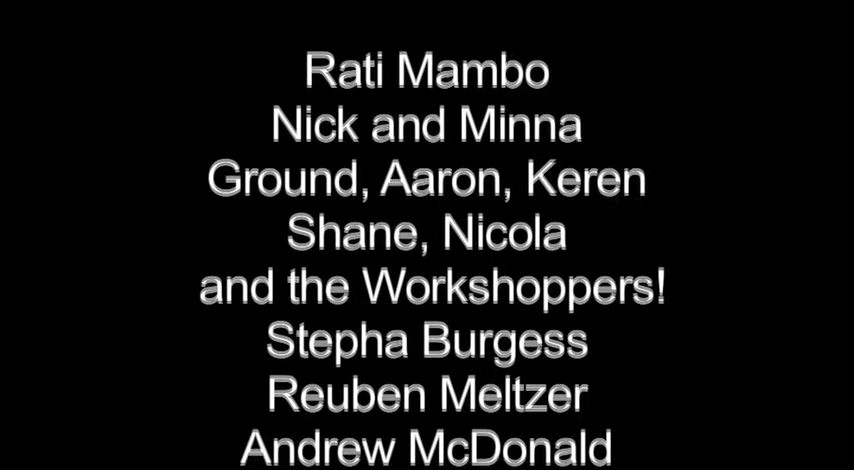 Rati Mambo
Nick and Minna
Ground, Aaron, Keren
Shane, Nicola
and the Workshoppers!
Stepha Burgess
Reuben Meltzer
Andrew McDonald